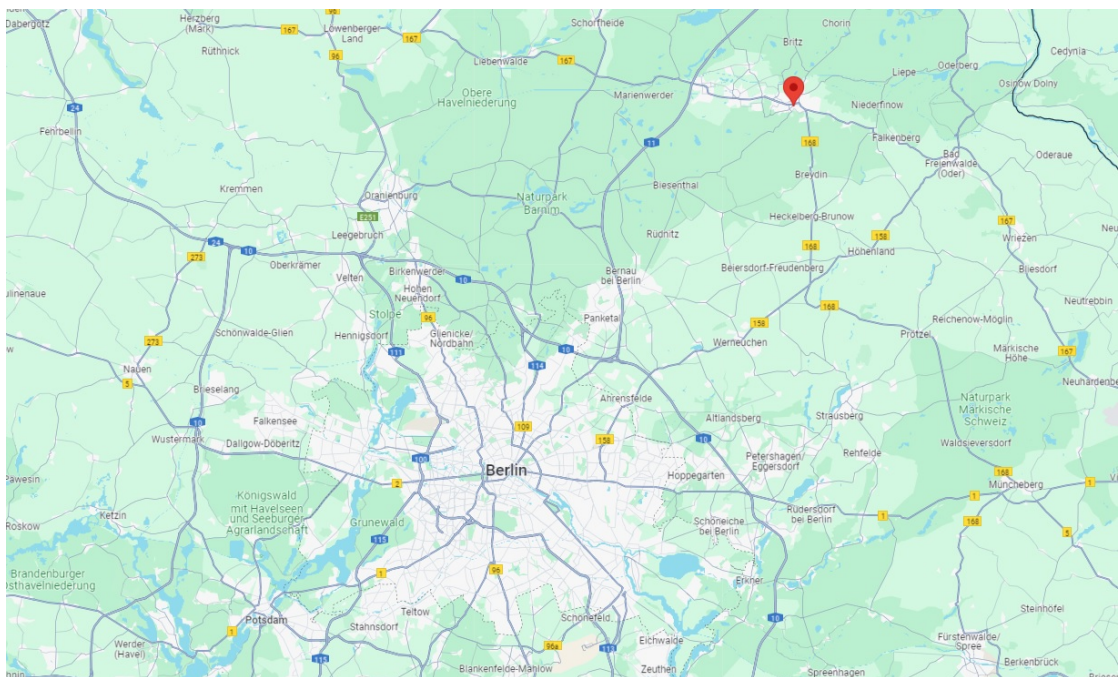 96
Dabergotz
Herzberg
(Mark)
167
Löwenberger
Land
167
Schorfheide
Chorin
Rüthnick
96
Liebenwalde
167
Britz
Cedynia
Liepe
Oderberg
Osinów Dolny
Obere
Havelniederung
Marienwerder
Niederfinow
24
Fehrbellin
11
168
Falkenberg
Bad
Freienwalde
(Oder)
Oderaue
Kremmen
Oranienburg
Naturpark
Barnim
Biesenthal
Breydin
E251
Leegebruch
Heckelberg-Brunow
167
24
10
Rüdnitz
158
Wriezen
273
Oberkrämer
Velten
Birkenwerder
10
Bernau
bei Berlin
168
Höhenland
Beiersdorf-Freudenberg
Bliesdorf
Hohen
Neuendorf
Stolpe
96
Panketal
168
Neutrebbin
Schönwalde-Glien
Hennigsdorf
Glienicke/
Nordbahn
158
Reichenow-Möglin
Prötzel
273
111
10
Werneuchen
Märkische
Höhe
167
Nauen
114
5
Neuhardenberg
Brieselang
Ahrensfelde
Naturpark
Märkische
Schweiz
10
Falkensee
109
Altlandsberg
Strausberg
Wustermark
Dallgow-Döberitz
158
10
Waldsieversdorf
100
Petershagen/
Eggersdorf
Rehfelde
Berlin
Hoppegarten
168
Päwesin
2
Müncheberg
1
1
Königswald
mit Havelseen
und Seeburger
Agrarlandschaft
Ketzin
Grunewald
Rüdersdorf
bei Berlin
1
168
5
Roskow
115
Schöneiche
bei Berlin
Brandenburger
Osthavelniederung
1
96
Erkner
Teltow
10
Steinhöfel
Potsdam
Stahnsdorf
Schönefeld
1
Werder
(Havel)
96a
113
Eichwalde
Fürstenwalde/
Spree
115
Blankenfelde-Mahlow
Zeuthen
Spreenhagen
Berkenbrück